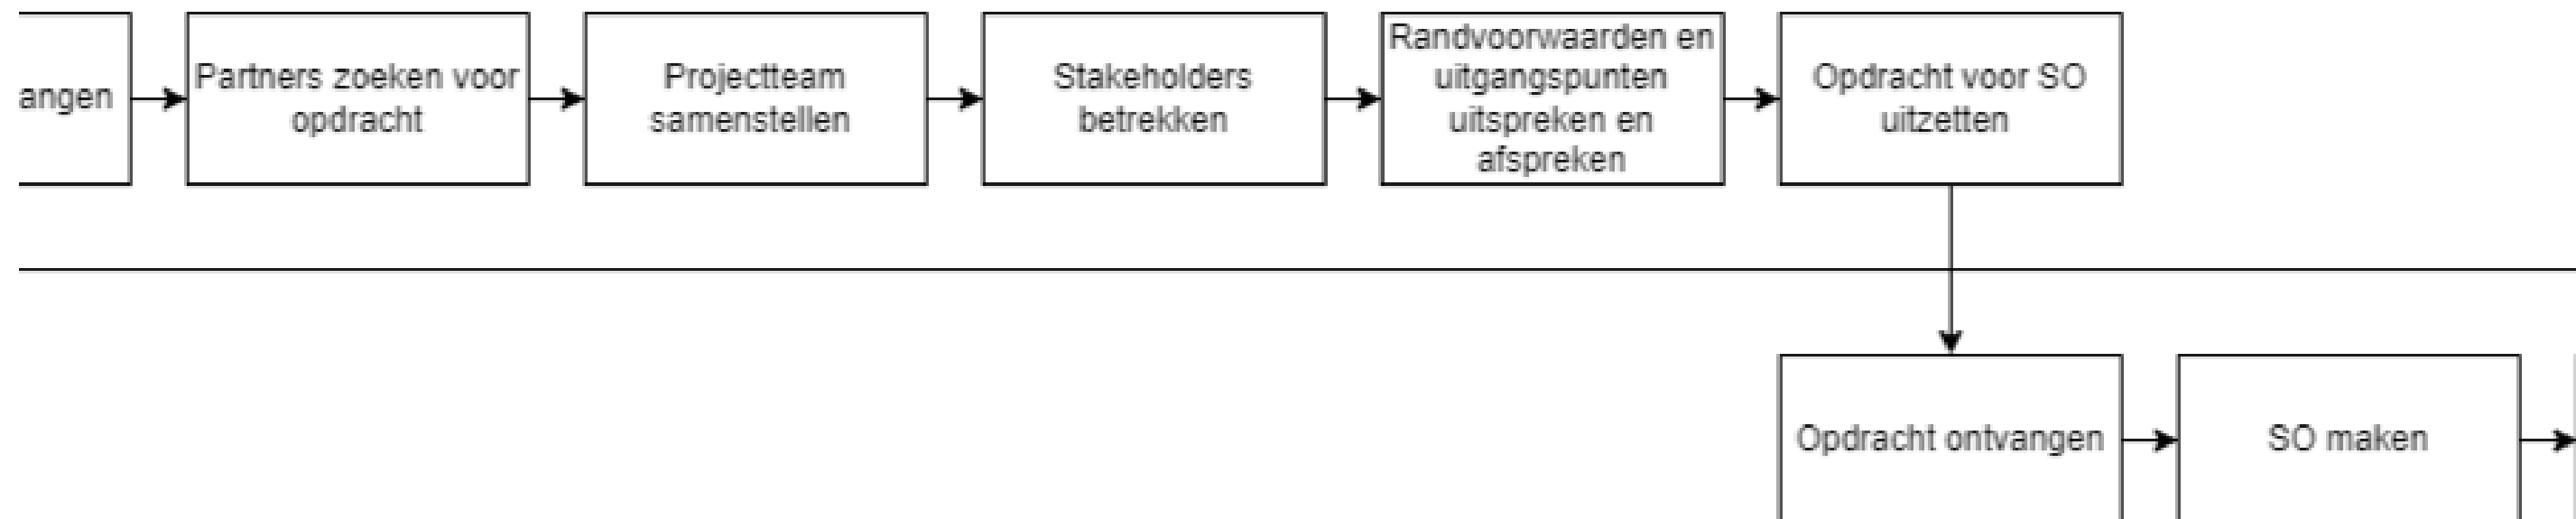 angen
Partners zoeken voor
opdracht
Projectteam
samenstellen
Stakeholders
betrekken
Randvoorwaarden en
uitgangspunten
uitspreken en
afspreken
Opdracht voor SO
uitzetten
Opdracht ontvangen
SO maken